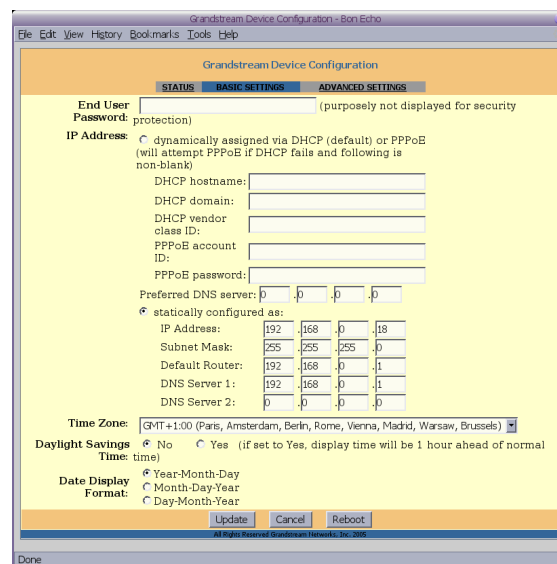 Grandstream Device Configuration - Bon Echo
File Edit View History Bookmarks Tools Help
Grandstream Device Configuration
STATUS BASIC SETTINGS ADVANCED SETTINGS
End User Password: (purposely not displayed for security protection)
IP Address: dynamically assigned via DHCP (default) or PPPoE
(will attempt PPPoE if DHCP fails and following is
non-blank)
DHCP hostname:
DHCP domain:
DHCP vendor
class ID:
PPPoE account
ID:
PPPoE password:
Preferred DNS server: 0 .0 .0 .0
statically configured as:
IP Address: 192 .168 .0 .18
Subnet Mask: 255 .255 .255 .0
Default Router: 192 .168 .0 .1
DNS Server 1: 192 .168 .0 .1
DNS Server 2: 0 .0 .0 .0
Time Zone: GMT+1:00 (Paris, Amsterdam, Berlin, Rome, Vienna, Madrid, Warsaw, Brussels)
Daylight Savings Time: No Yes (if set to Yes, display time will be 1 hour ahead of normal time)
Date Display Format: Year-Month-Day
Month-Day-Year
Day-Month-Year
Update Cancel Reboot
All Rights Reserved Grandstream Networks, Inc. 2005
Done